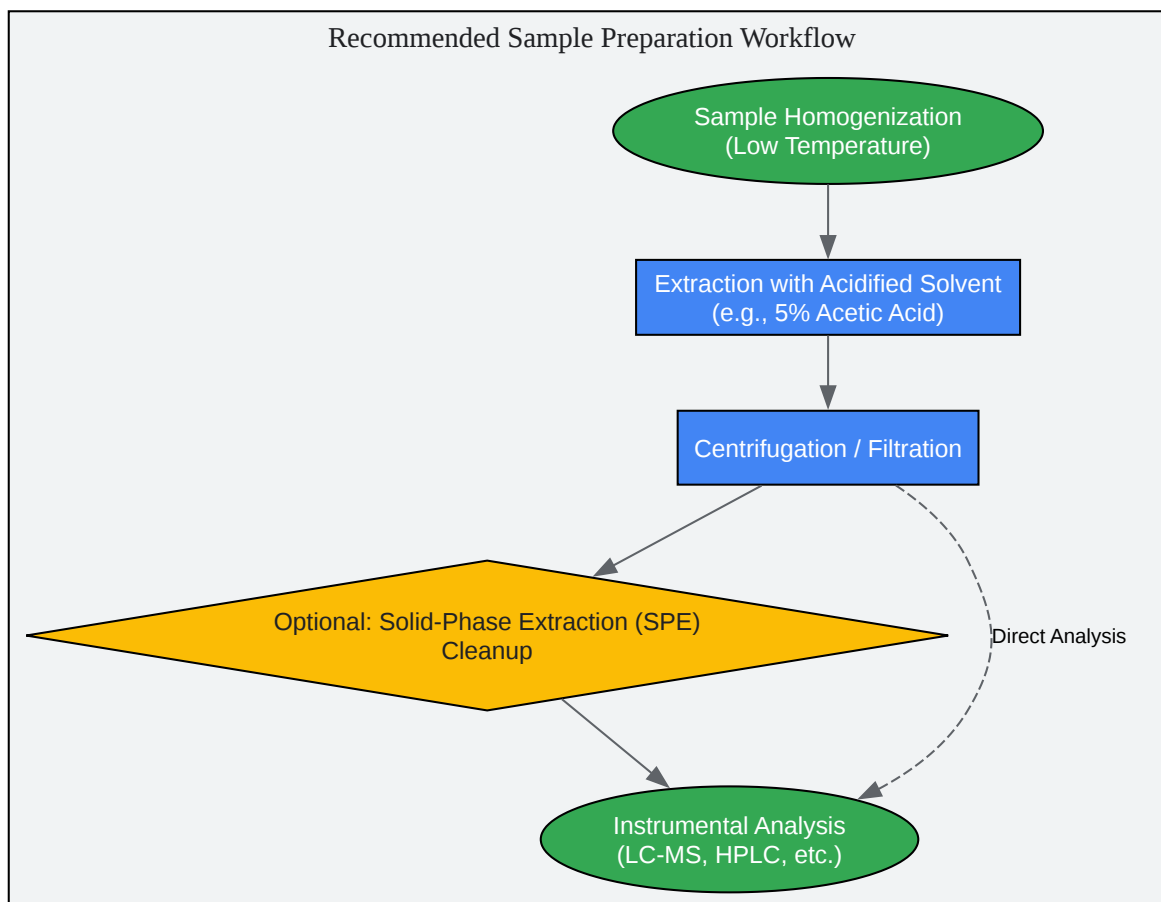 Recommended Sample Preparation Workflow
Sample Homogenization
(Low Temperature)
Extraction with Acidified Solvent
(e.g., 5% Acetic Acid)
Centrifugation / Filtration
Optional: Solid-Phase Extraction (SPE)
Cleanup
Direct Analysis
Instrumental Analysis
(LC-MS, HPLC, etc.)